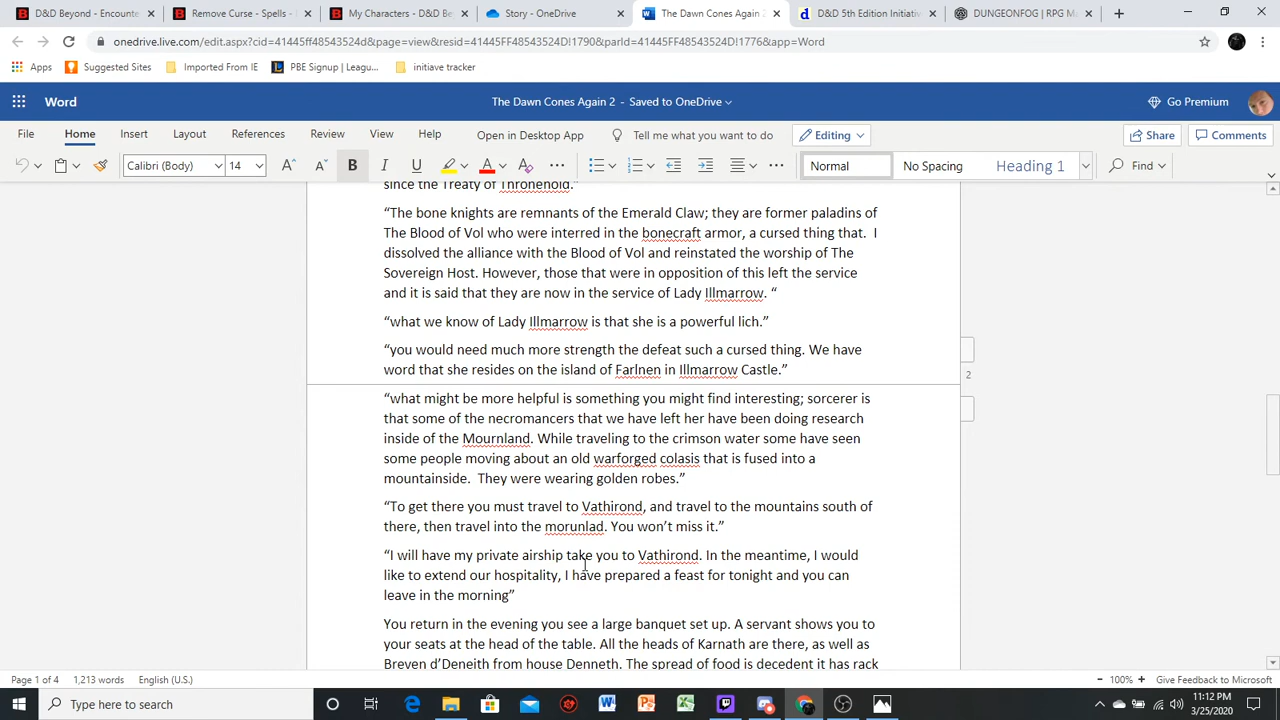 D&D Beyond - Encounte
Remove Curse - Spells -
My Characters - D&D Be
Story - OneDrive
The Dawn Cones Again 2
D&D 5th Edition Initiativ
DUNGEONFOG | RPG M
onedrive.live.com/edit.aspx?cid=41445ff48543524d&page=view&resid=41445FF48543524D!1790&parId=41445FF48543524D!1776&app=Word
Apps
Suggested Sites
Imported From IE
PBE Signup | Leagu...
initiave tracker
Word
The Dawn Cones Again 2 - Saved to OneDrive
Go Premium
File
Home
Insert
Layout
References
Review
View
Help
Open in Desktop App
Tell me what you want to do
Editing
Share
Comments
Calibri (Body)
14
B
I
U
Normal
No Spacing
Heading 1
Find
since the Treaty of Thronehold.”
“The bone knights are remnants of the Emerald Claw; they are former paladins of
The Blood of Vol who were interred in the bonecraft armor, a cursed thing that.  I
dissolved the alliance with the Blood of Vol and reinstated the worship of The
Sovereign Host. However, those that were in opposition of this left the service
and it is said that they are now in the service of Lady Illmarrow. “
“what we know of Lady Illmarrow is that she is a powerful lich.”
“you would need much more strength the defeat such a cursed thing. We have
word that she resides on the island of Farlnen in Illmarrow Castle.”
2
“what might be more helpful is something you might find interesting; sorcerer is
that some of the necromancers that we have left her have been doing research
inside of the Mournland. While traveling to the crimson water some have seen
some people moving about an old warforged colasis that is fused into a
mountainside.  They were wearing golden robes.”
“To get there you must travel to Vathirond, and travel to the mountains south of
there, then travel into the morunlad. You won’t miss it.”
“I will have my private airship take you to Vathirond. In the meantime, I would
like to extend our hospitality, I have prepared a feast for tonight and you can
leave in the morning”
You return in the evening you see a large banquet set up. A servant shows you to
your seats at the head of the table. All the heads of Karnath are there, as well as
Breven d’Deneith from house Denneth. The spread of food is decedent it has rack
Page 1 of 4
1,213 words
English (U.S.)
100%
Give Feedback to Microsoft
Type here to search
11:12 PM
3/25/2020